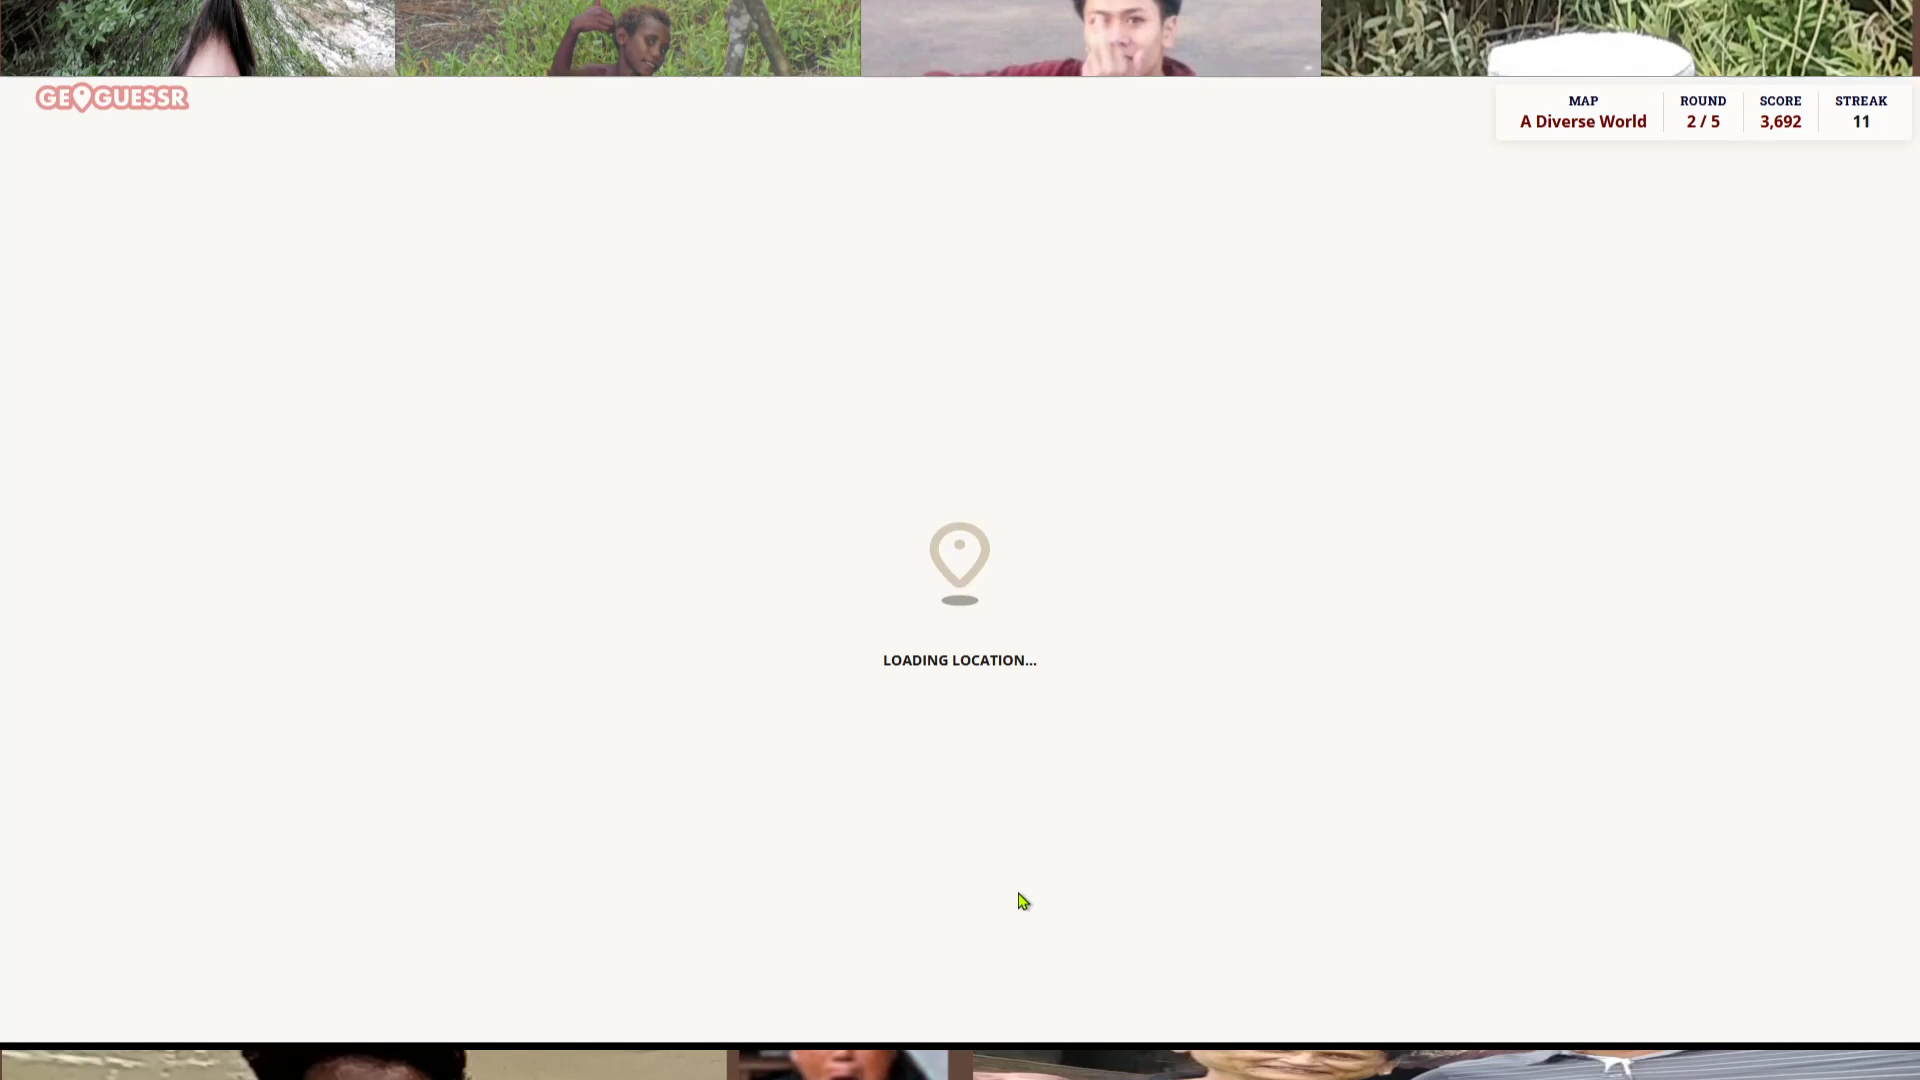 GEOGUESSR
MAP
A Diverse World
ROUND
2 / 5
SCORE
3,692
STREAK
11
LOADING LOCATION...